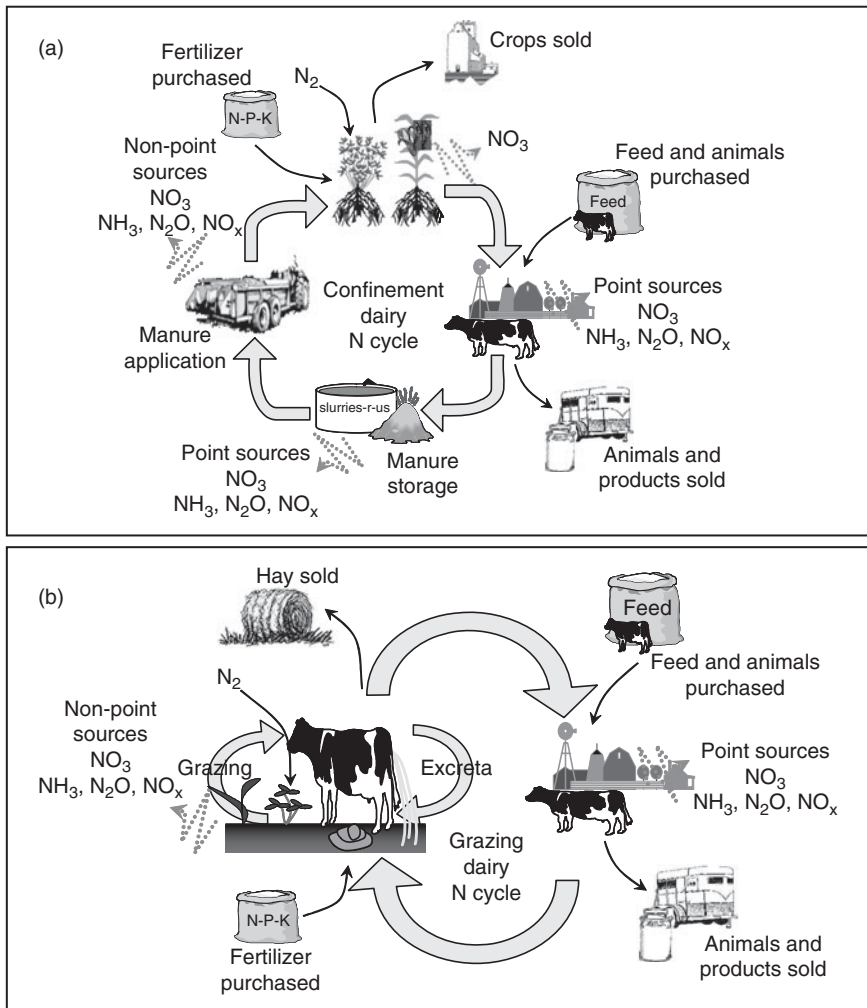 (a)
Fertilizer
purchased
N-P-K
N₂
Crops sold
NO₃
Non-point
sources
NO₃
NH₃, N₂O, NOₓ
Feed and animals
purchased
Feed
Confinement
dairy
N cycle
Point sources
NO₃
NH₃, N₂O, NOₓ
Manure
application
slurries-r-us
Point sources
NO₃
NH₃, N₂O, NOₓ
Manure
storage
Animals and
products sold
(b)
Hay sold
Feed
Feed and animals
purchased
N₂
Non-point
sources
NO₃
NH₃, N₂O, NOₓ
Grazing
Excreta
Point sources
NO₃
NH₃, N₂O, NOₓ
Grazing
dairy
N cycle
N-P-K
Fertilizer
purchased
Animals and
products sold